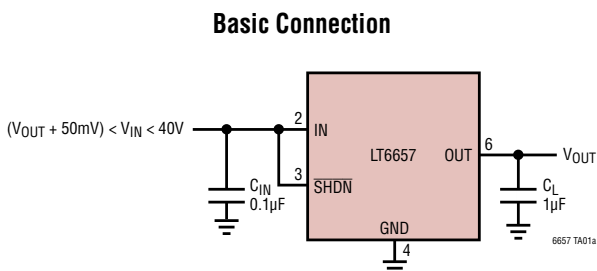 Basic Connection
(VOUT + 50mV) < VIN < 40V
2
IN
LT6657
OUT
6
VOUT
3
SHDN
CIN
0.1µF
CL
1µF
GND
4
6657 TA01a